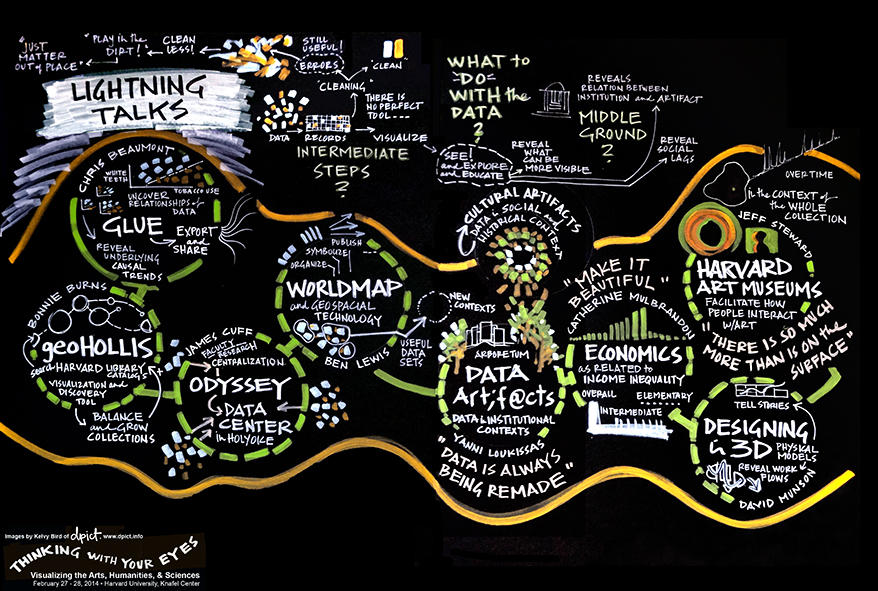 "JUST
MATTER
OUT of PLACE"
"PLAY in the
DIRT!"
CLEAN
LESS!
STILL
USEFUL!
ERRORS
"CLEAN"
"CLEANING"
THERE IS
NO PERFECT
TOOL
DATA
RECORDS
VISUALIZE
INTERMEDIATE
STEPS
?
LIGHTNING
TALKS
WHAT to
DO
WITH the
DATA
?
SEE!
and EXPLORE
and EDUCATE
REVEAL
WHAT
CAN BE
MORE VISIBLE
REVEALS
RELATION BETWEEN
INSTITUTION and ARTIFACT
MIDDLE
GROUND
?
REVEAL
SOCIAL
LAGS
OVERTIME
in the CONTEXT of
the WHOLE
COLLECTION
CHRIS BEAUMONT
WHITE
TEETH
TOBACCO USE
UNCOVER
RELATIONSHIPS of
DATA
GLUE
EXPORT
and
SHARE
REVEAL
UNDERLYING
CAUSAL
TRENDS
BONNIE BURNS
geoHOLLIS
Search HARVARD LIBRARY
CATALOGS
VISUALIZATION and
DISCOVERY
TOOL
BALANCE
and GROW
COLLECTIONS
JAMES CUFF
FACULTY
RESEARCH
CENTRALIZATION
ODYSSEY
DATA
CENTER
in HOLYOKE
PUBLISH
SYMBOLIZE
ORGANIZE
WORLDMAP
and GEOSPACIAL
TECHNOLOGY
BEN LEWIS
USEFUL
DATA
SETS
NEW
CONTEXTS
CULTURAL ARTIFACTS
DATA in SOCIAL and
HISTORICAL CONTEXT
ARBORETUM
DATA
Art;f@cts
DATA & INSTITUTIONAL
CONTEXTS
YANNI LOUKISSAS
"DATA IS ALWAYS
BEING REMADE"
"MAKE IT
BEAUTIFUL"
CATHERINE MULBRANDON
ECONOMICS
as RELATED to
INCOME INEQUALITY
OVERALL
ELEMENTARY
INTERMEDIATE
JEFF STEWARD
HARVARD
ART MUSEUMS
FACILITATE HOW
PEOPLE INTERACT
W/ART
"THERE IS SO MUCH
MORE THAN IS ON the
SURFACE"
TELL STORIES
DESIGNING
in 3D
PHYSICAL
MODELS
REVEAL WORK
FLOWS
DAVID MUNSON
Images by Kelvy Bird of dpict. www.dpict.info
THINKING WITH YOUR EYES
Visualizing the Arts, Humanities, & Sciences
February 27 - 28, 2014 • Harvard University, Knafel Center